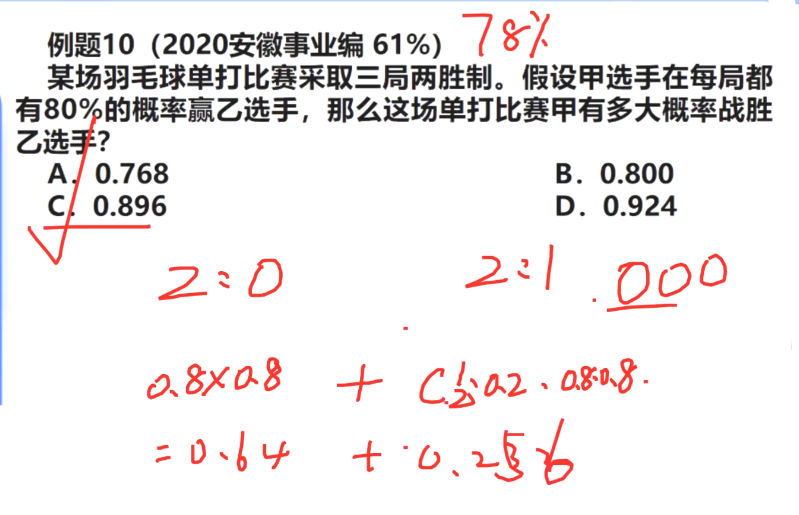 例题10（2020安徽事业编 61%） 78%
某场羽毛球单打比赛采取三局两胜制。假设甲选手在每局都
有80%的概率赢乙选手，那么这场单打比赛甲有多大概率战胜
乙选手？
A．0.768 B．0.800
C．0.896 D．0.924
2:0 2:1 000
0.8×0.8 + C½·0.2·0.8·0.8.
=0.64 + 0.256